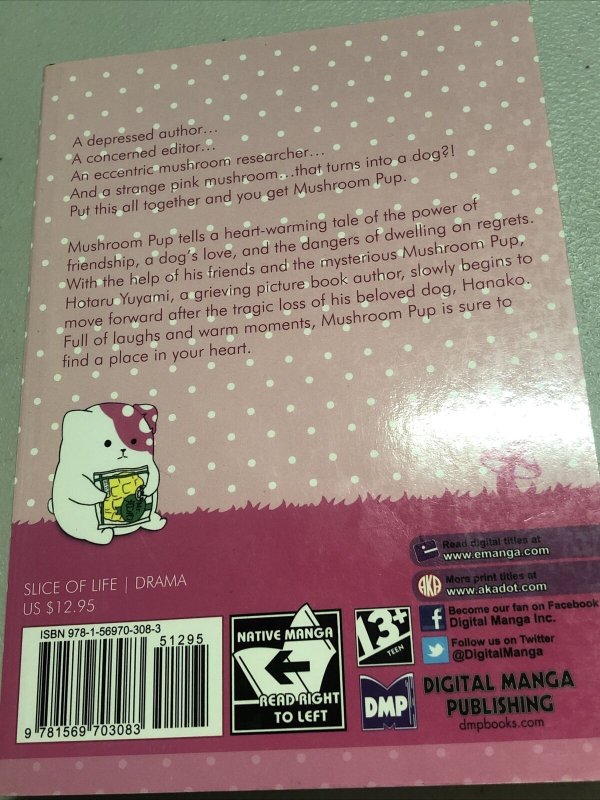 A depressed author...
A concerned editor...
An eccentric mushroom researcher...
And a strange pink mushroom...that turns into a dog?!
Put this all together and you get Mushroom Pup.
Mushroom Pup tells a heart-warming tale of the power of
friendship, a dog's love, and the dangers of dwelling on regrets.
With the help of his friends and the mysterious Mushroom Pup,
Hotaru Yuyami, a grieving picture book author, slowly begins to
move forward after the tragic loss of his beloved dog, Hanako.
Full of laughs and warm moments, Mushroom Pup is sure to
find a place in your heart.
SLICE OF LIFE | DRAMA
US $12.95
ISBN 978-1-56970-308-3
51295
9 781569 703083
NATIVE MANGA
READ RIGHT
TO LEFT
13+
TEEN
DMP
Read digital titles at
www.emanga.com
AKA
More print titles at
www.akadot.com
f
Become our fan on Facebook
Digital Manga Inc.
Follow us on Twitter
@DigitalManga
DIGITAL MANGA
PUBLISHING
dmpbooks.com